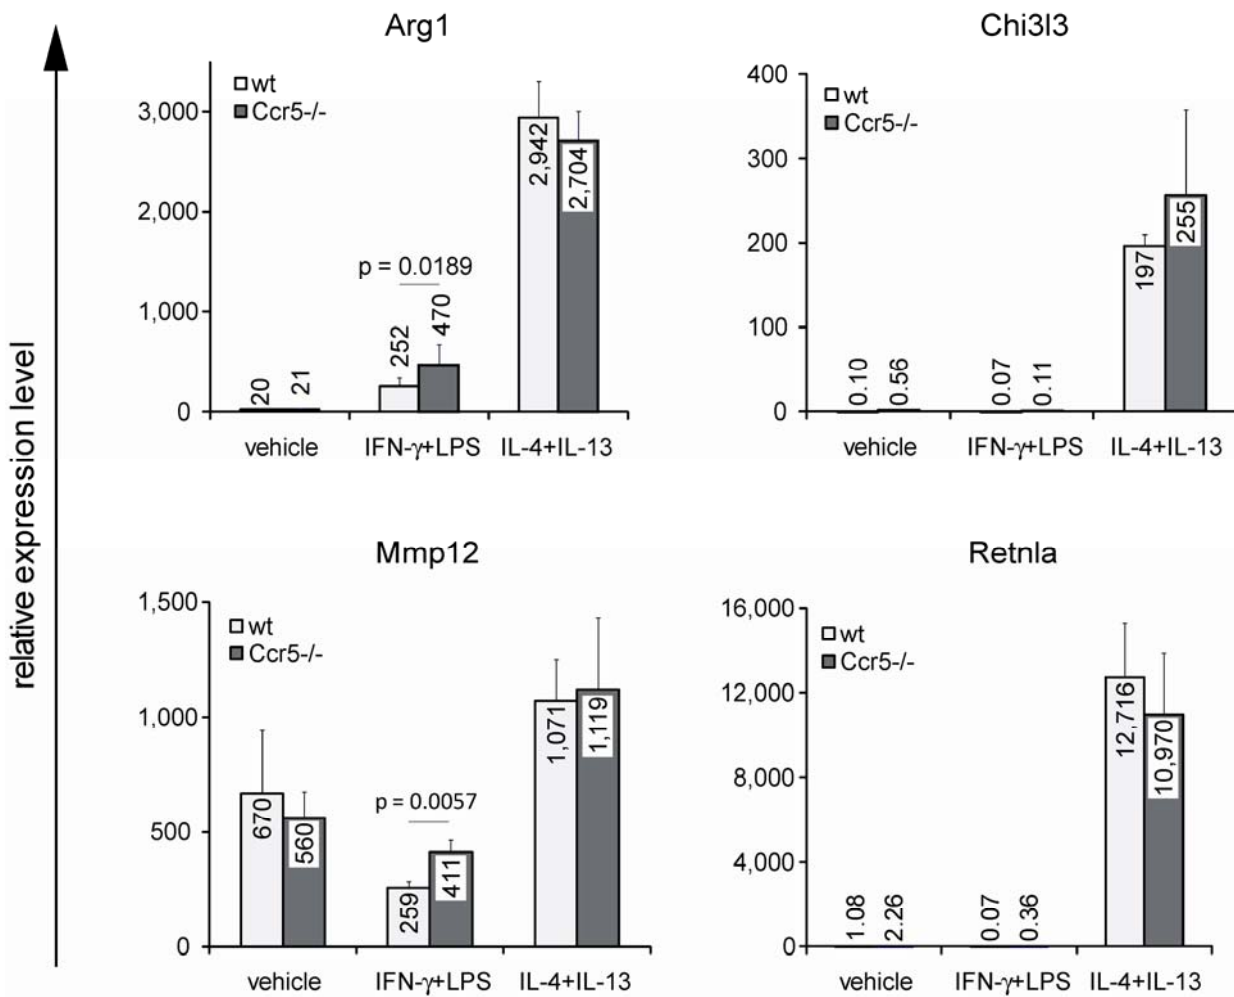 relative expression level
Arg1
wt
Ccr5-/-
3,000
2,000
1,000
0
20
21
p = 0.0189
252
470
2,942
2,704
vehicle
IFN-γ+LPS
IL-4+IL-13
Chi3l3
wt
Ccr5-/-
400
300
200
100
0
0.10
0.56
0.07
0.11
197
255
vehicle
IFN-γ+LPS
IL-4+IL-13
Mmp12
wt
Ccr5-/-
1,500
1,000
500
0
670
560
p = 0.0057
259
411
1,071
1,119
vehicle
IFN-γ+LPS
IL-4+IL-13
Retnla
wt
Ccr5-/-
16,000
12,000
8,000
4,000
0
1.08
2.26
0.07
0.36
12,716
10,970
vehicle
IFN-γ+LPS
IL-4+IL-13